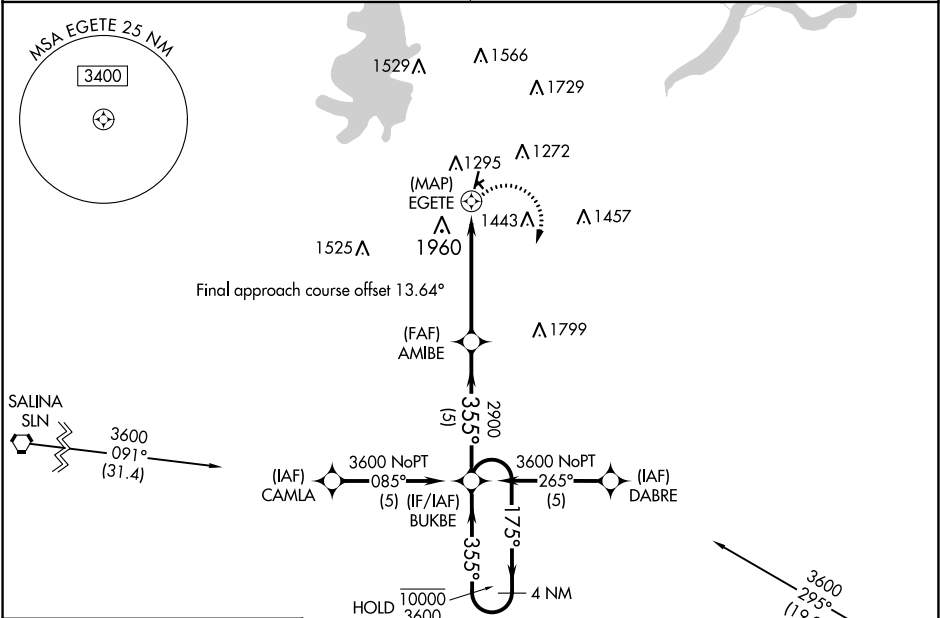 MSA EGETE 25 NM
3400
1529
1566
1729
1295
1272
(MAP)
EGETE
1443
1457
1525
1960
Final approach course offset 13.64°
(FAF)
AMIBE
1799
SALINA
SLN
3600
091°
(31.4)
2900
355°
(5)
(IAF)
CAMLA
3600 NoPT
085°
(5)
(IF/IAF)
BUKBE
3600 NoPT
265°
(5)
(IAF)
DABRE
355°
175°
HOLD
10000
3600
4 NM
3600
295°